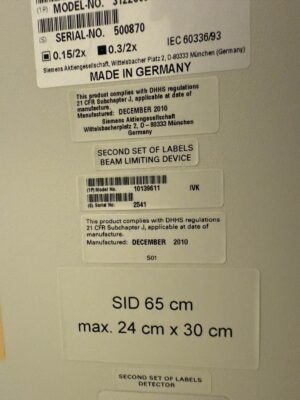 (1P) MODEL-NO.
(S)
SERIAL-NO. 500870
0.15/2x 0.3/2x IEC 60336/93
Siemens Aktiengesellschaft, Wittelsbacher Platz 2, D-80333 München (Germany)
MADE IN GERMANY
This product complies with DHHS regulations
21 CFR Subchapter J, applicable at date of
manufacture.
Manufactured: DECEMBER 2010
Siemens Aktiengesellschaft
Wittelsbacherplatz 2, D - 80333 München
Germany
SECOND SET OF LABELS
BEAM LIMITING DEVICE
(1P) Model No. 10139611 IVK
(S) Serial No. 2541
This product complies with DHHS regulations
21 CFR Subchapter J, applicable at date of
manufacture.
Manufactured: DECEMBER 2010
S01
SID 65 cm
max. 24 cm x 30 cm
SECOND SET OF LABELS
DETECTOR